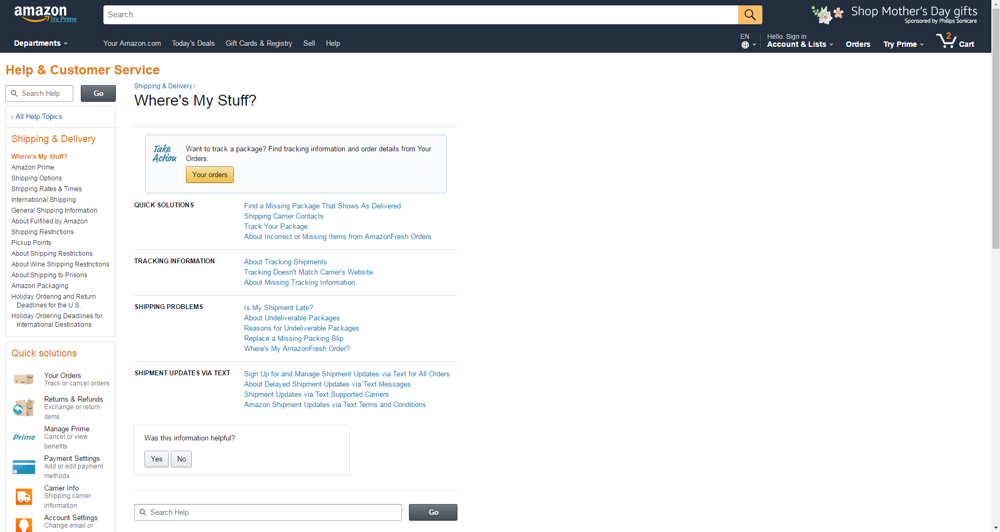 amazon
Try Prime
Search
Shop Mother's Day gifts
Sponsored by Philips Sonicare
Departments
Your Amazon.com
Today's Deals
Gift Cards & Registry
Sell
Help
EN
Hello. Sign in
Account & Lists
Orders
Try Prime
2
Cart
Help & Customer Service
Search Help
Go
‹ All Help Topics
Shipping & Delivery
Where's My Stuff?
Amazon Prime
Shipping Options
Shipping Rates & Times
International Shipping
General Shipping Information
About Fulfilled by Amazon
Shipping Restrictions
Pickup Points
About Shipping Restrictions
About Wine Shipping Restrictions
About Shipping to Prisons
Amazon Packaging
Holiday Ordering and Return
Deadlines for the U.S.
Holiday Ordering Deadlines for
International Destinations
Quick solutions
Your Orders
Track or cancel orders
Returns & Refunds
Exchange or return
items
Prime
Manage Prime
Cancel or view
benefits
Payment Settings
Add or edit payment
methods
Carrier Info
Shipping carrier
information
Account Settings
Change email or
Shipping & Delivery ›
Where's My Stuff?
Take
Action
Want to track a package? Find tracking information and order details from Your
Orders.
Your orders
QUICK SOLUTIONS
Find a Missing Package That Shows As Delivered
Shipping Carrier Contacts
Track Your Package
About Incorrect or Missing Items from AmazonFresh Orders
TRACKING INFORMATION
About Tracking Shipments
Tracking Doesn't Match Carrier's Website
About Missing Tracking Information
SHIPPING PROBLEMS
Is My Shipment Late?
About Undeliverable Packages
Reasons for Undeliverable Packages
Replace a Missing Packing Slip
Where's My AmazonFresh Order?
SHIPMENT UPDATES VIA TEXT
Sign Up for and Manage Shipment Updates via Text for All Orders
About Delayed Shipment Updates via Text Messages
Shipment Updates via Text Supported Carriers
Amazon Shipment Updates via Text Terms and Conditions
Was this information helpful?
Yes
No
Search Help
Go